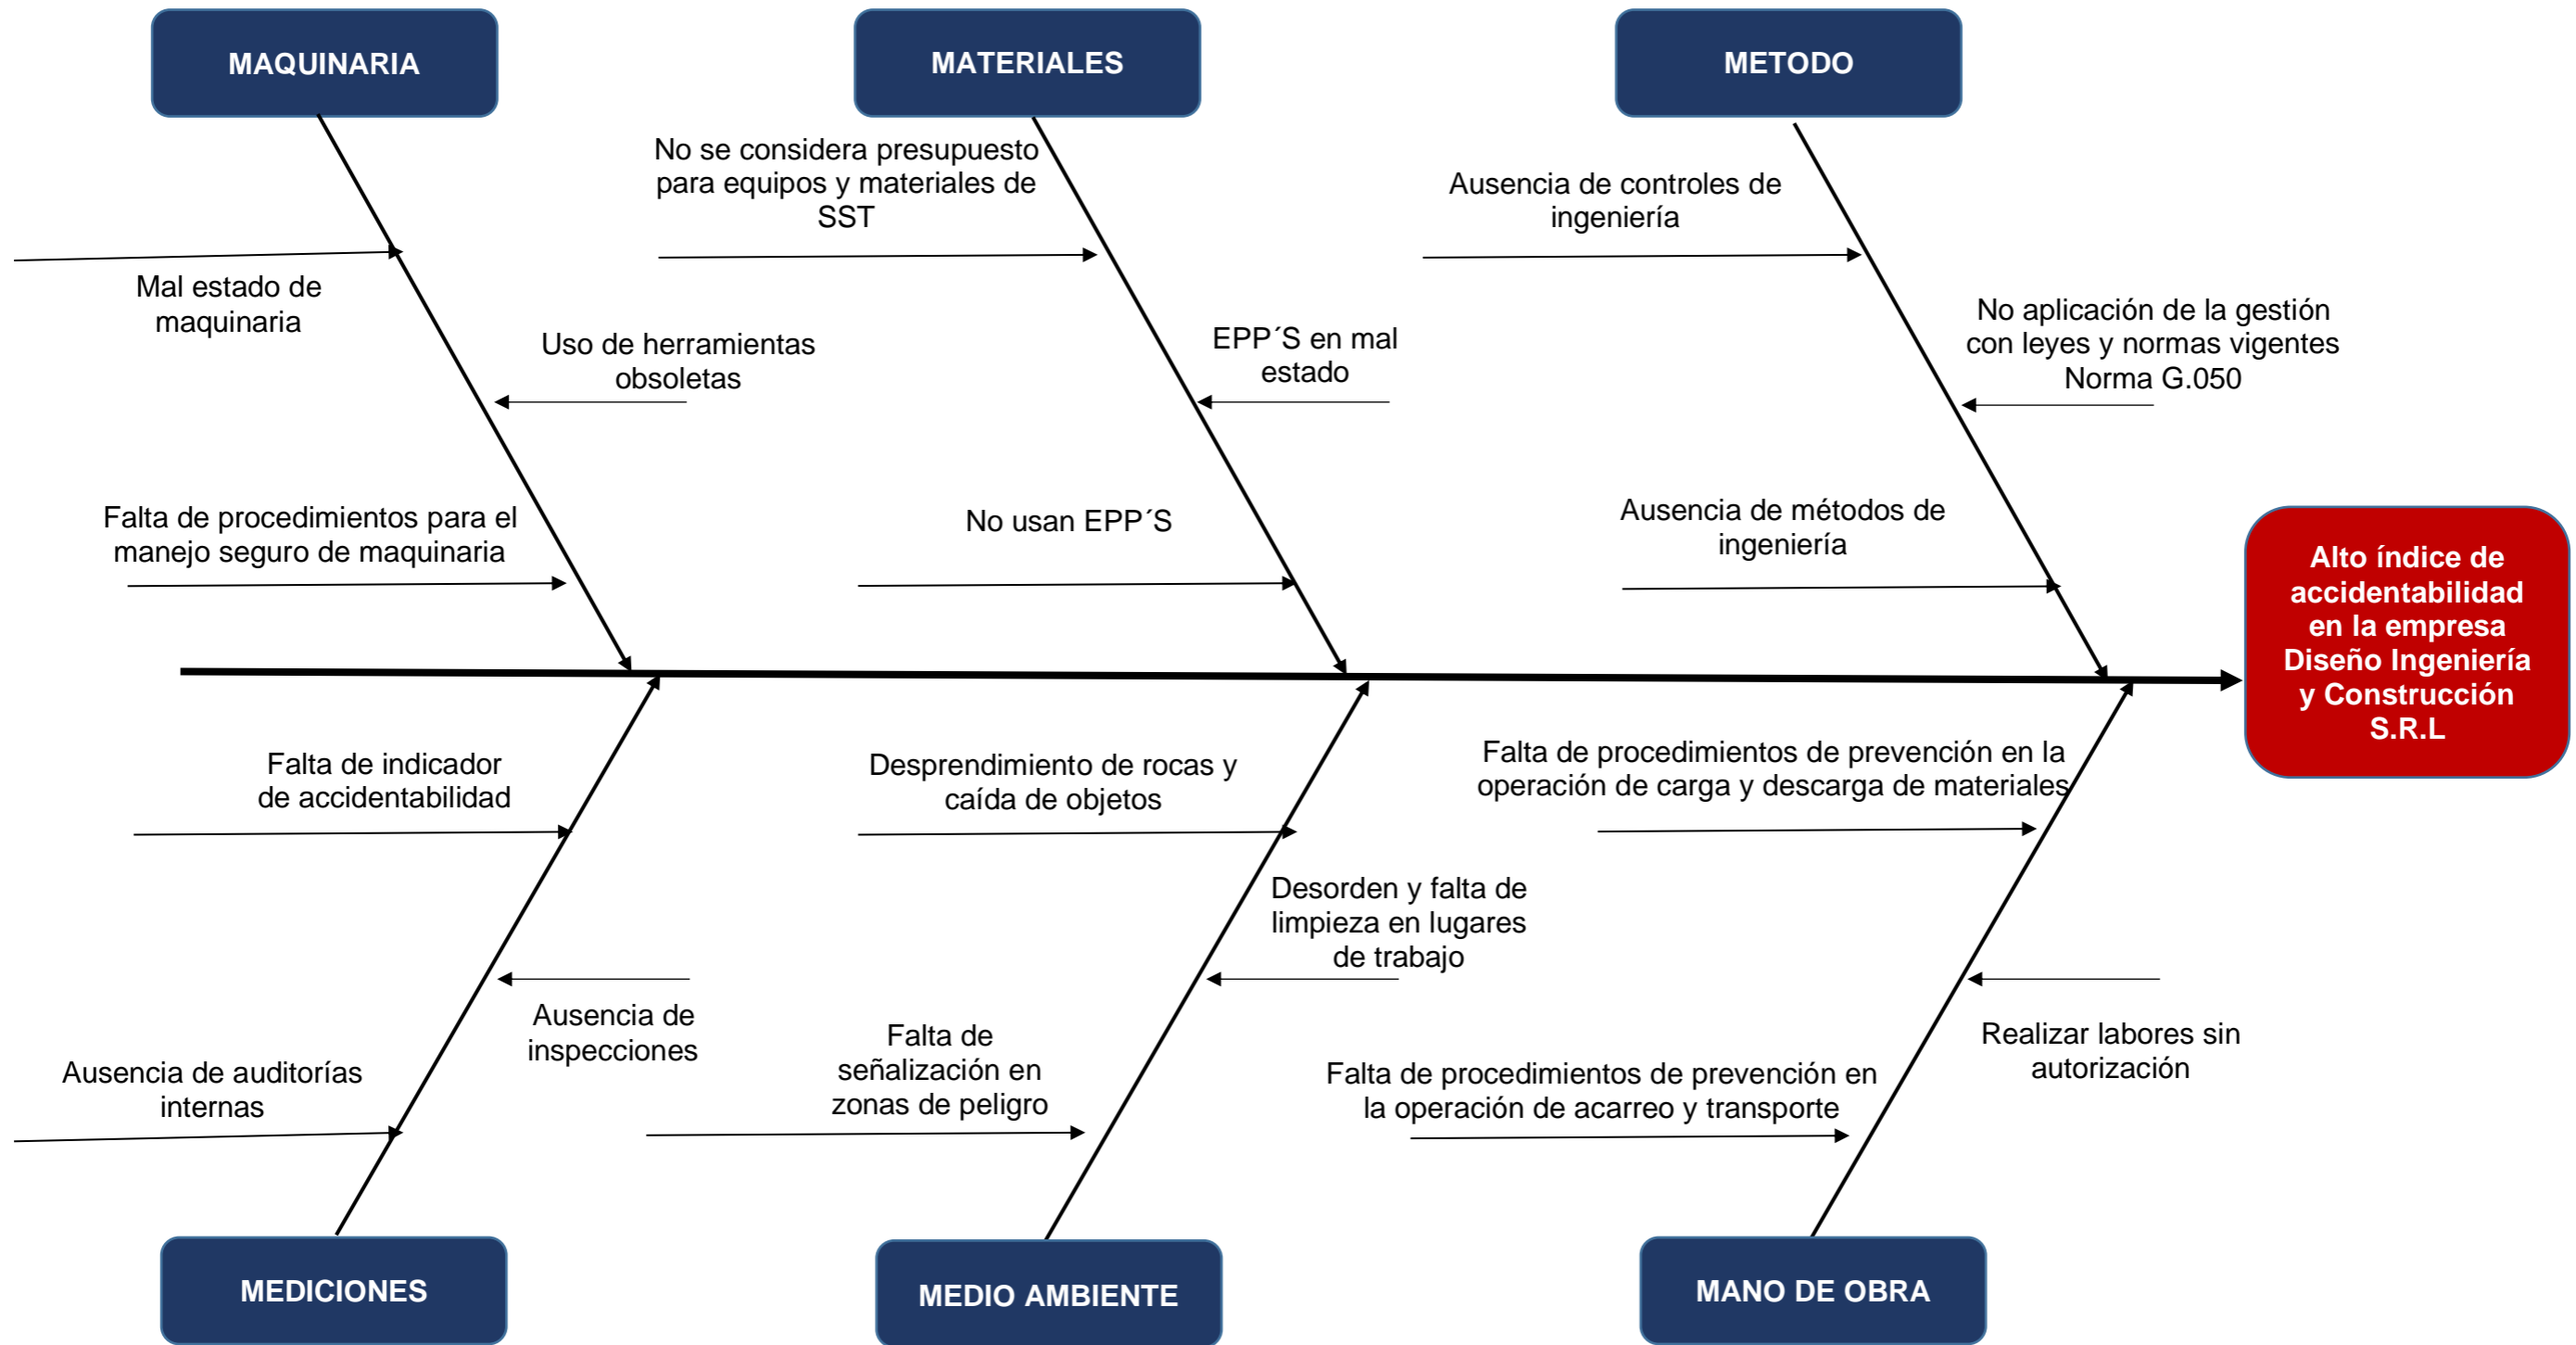 MAQUINARIA
MATERIALES
METODO
No se considera presupuesto
para equipos y materiales de
SST
Ausencia de controles de
ingeniería
Mal estado de
maquinaria
Uso de herramientas
obsoletas
EPP´S en mal
estado
No aplicación de la gestión
con leyes y normas vigentes
Norma G.050
Falta de procedimientos para el
manejo seguro de maquinaria
No usan EPP´S
Ausencia de métodos de
ingeniería
Alto índice de
accidentabilidad
en la empresa
Diseño Ingeniería
y Construcción
S.R.L
Falta de indicador
de accidentabilidad
Desprendimiento de rocas y
caída de objetos
Falta de procedimientos de prevención en la
operación de carga y descarga de materiales
Desorden y falta de
limpieza en lugares
de trabajo
Ausencia de
inspecciones
Realizar labores sin
autorización
Ausencia de auditorías
internas
Falta de
señalización en
zonas de peligro
Falta de procedimientos de prevención en
la operación de acarreo y transporte
MEDICIONES
MEDIO AMBIENTE
MANO DE OBRA